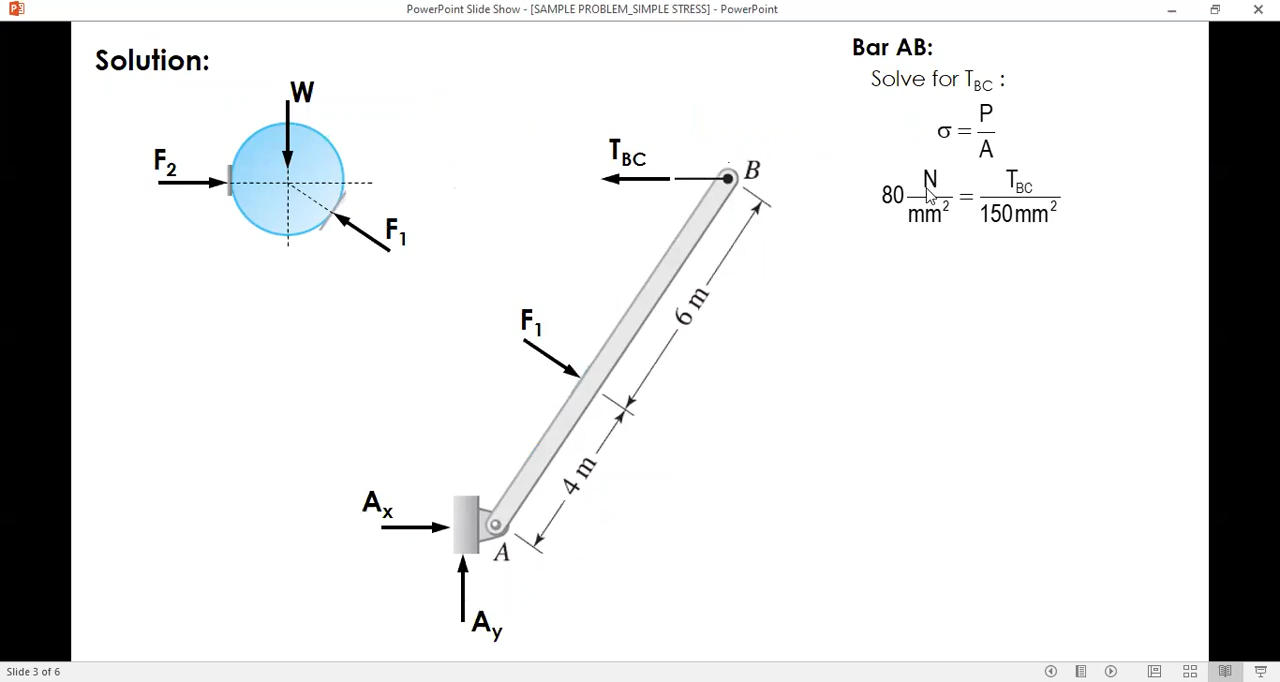 PowerPoint Slide Show - [SAMPLE PROBLEM_SIMPLE STRESS] - PowerPoint
Solution:
W
F2
F1
TBC
B
F1
6 m
4 m
Ax
A
Ay
Bar AB:
Solve for TBC :
σ = P/A
80 N/mm² = TBC/150 mm²
Slide 3 of 6